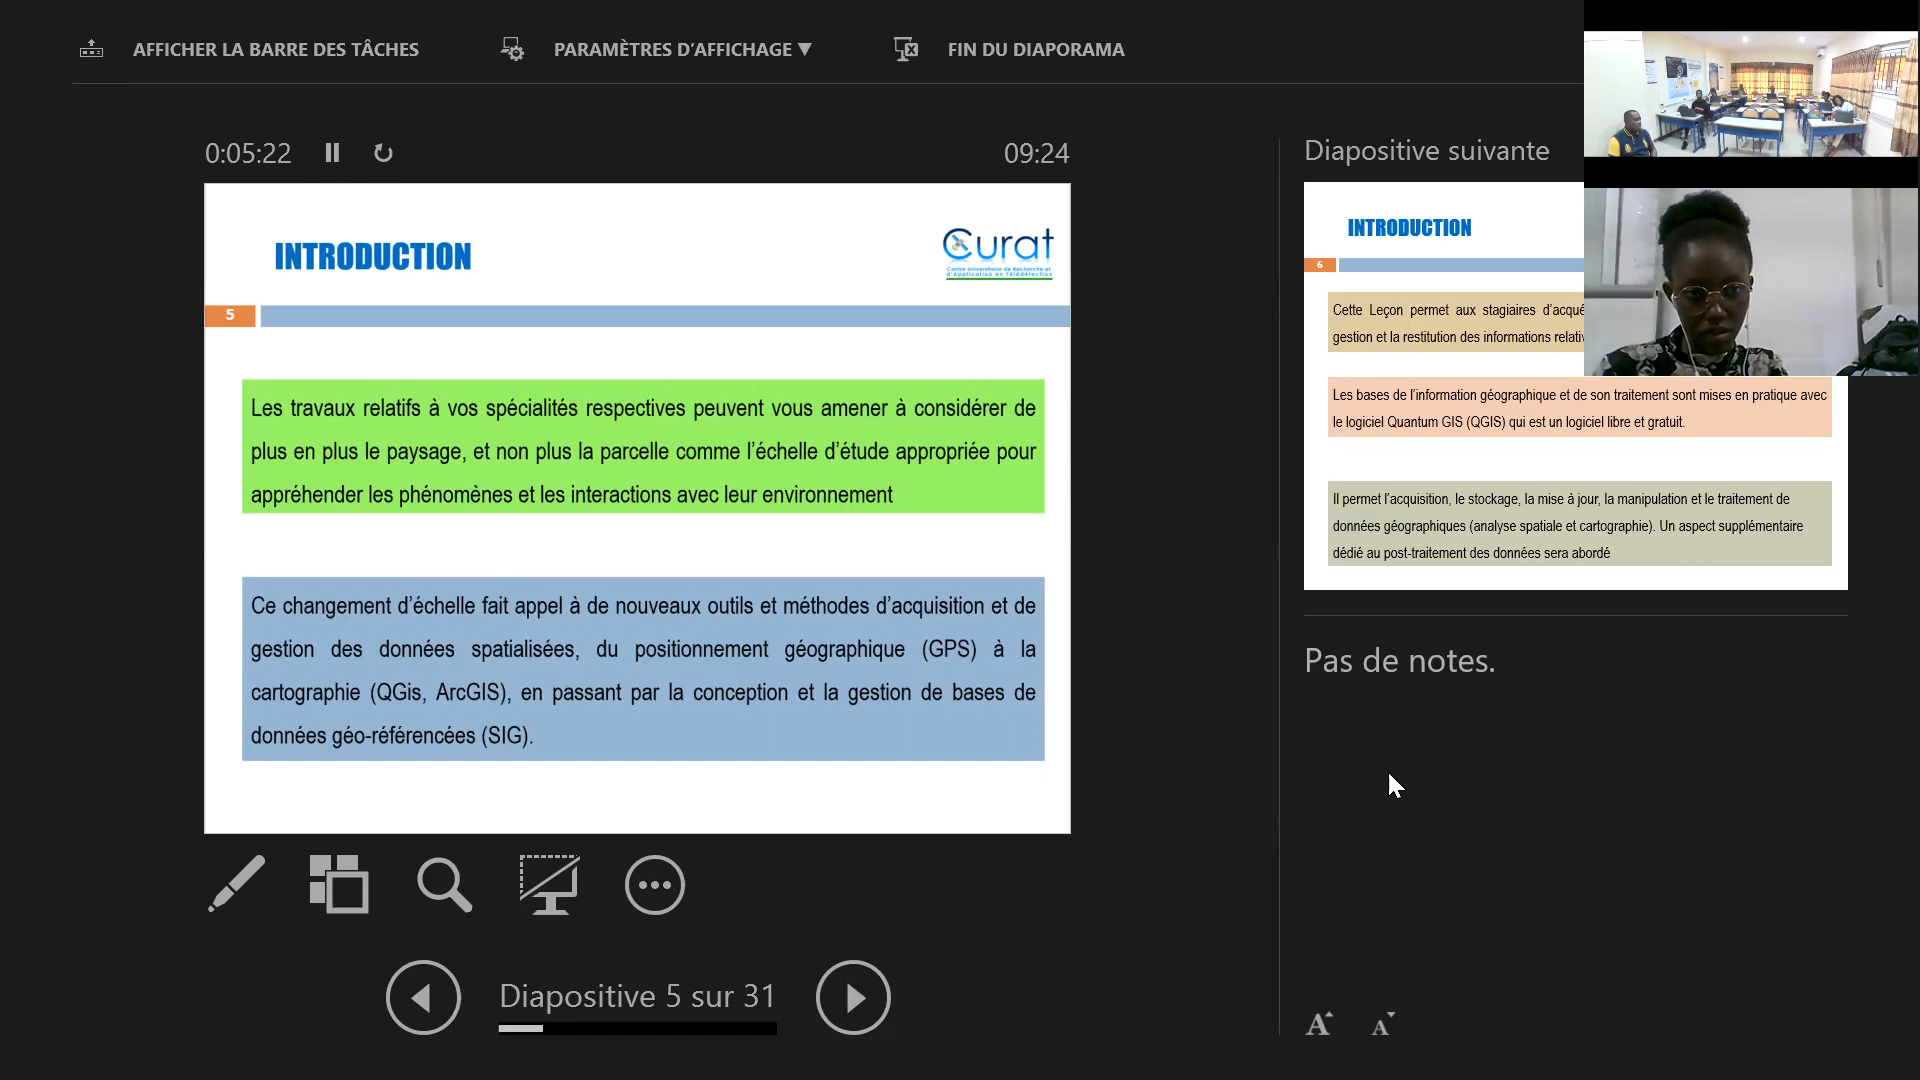 AFFICHER LA BARRE DES TÂCHES
PARAMÈTRES D'AFFICHAGE ▼
FIN DU DIAPORAMA
0:05:22
09:24
INTRODUCTION
Curat
Centre Universitaire de Recherche et
d'Application en Télédétection
5
Les travaux relatifs à vos spécialités respectives peuvent vous amener à considérer de
plus en plus le paysage, et non plus la parcelle comme l'échelle d'étude appropriée pour
appréhender les phénomènes et les interactions avec leur environnement
Ce changement d'échelle fait appel à de nouveaux outils et méthodes d'acquisition et de
gestion des données spatialisées, du positionnement géographique (GPS) à la
cartographie (QGis, ArcGIS), en passant par la conception et la gestion de bases de
données géo-référencées (SIG).
Diapositive 5 sur 31
Diapositive suivante
INTRODUCTION
6
Cette Leçon permet aux stagiaires
gestion et la restitution des informations
Les bases de l'information géographique et de son traitement sont mises en pratique avec
le logiciel Quantum GIS (QGIS) qui est un logiciel libre et gratuit.
Il permet l'acquisition, le stockage, la mise à jour, la manipulation et le traitement de
données géographiques (analyse spatiale et cartographie). Un aspect supplémentaire
dédié au post-traitement des données sera abordé
Pas de notes.
A A